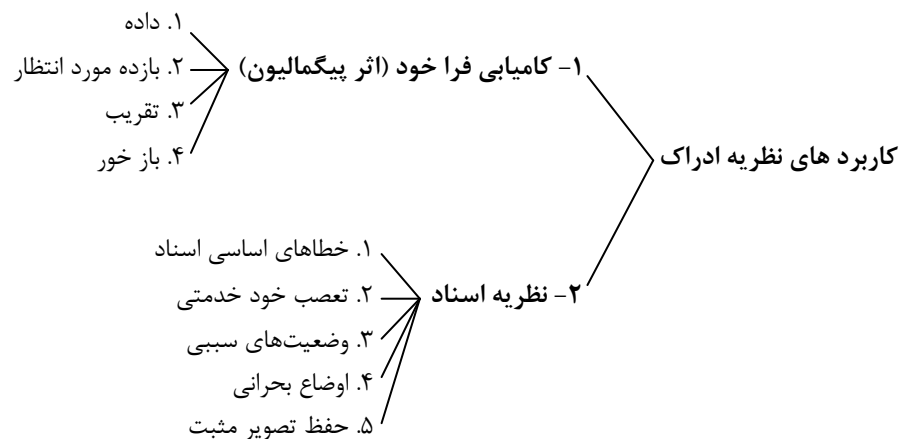 کاربرد های نظریه ادراک
۱- کامیابی فرا خود (اثر پیگمالیون)
۱. داده
۲. بازده مورد انتظار
۳. تقریب
۴. باز خور
۲- نظریه اسناد
۱. خطاهای اساسی اسناد
۲. تعصب خود خدمتی
۳. وضعیت‌های سببی
۴. اوضاع بحرانی
۵. حفظ تصویر مثبت